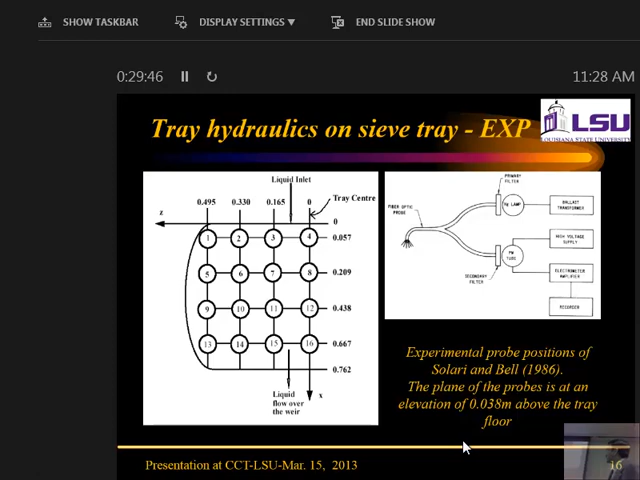 SHOW TASKBAR
DISPLAY SETTINGS ▼
END SLIDE SHOW
0:29:46
11:28 AM
Tray hydraulics on sieve tray - EXP
LSU
LOUISIANA STATE UNIVERSITY
Liquid Inlet
0.495 0.330 0.165 0
Tray Centre
z
0
1 2 3 4 0.057
5 6 7 8 0.209
9 10 11 12 0.438
13 14 15 16 0.667
0.762
Liquid
flow over
the weir
x
PRIMARY
FILTER
FIBER OPTIC
PROBE
LAMP
BALLAST
TRANSFORMER
HIGH VOLTAGE
SUPPLY
PM
TUBE
SECONDARY
FILTER
ELECTROMETER
AMPLIFIER
RECORDER
Experimental probe positions of
Solari and Bell (1986).
The plane of the probes is at an
elevation of 0.038m above the tray
floor
Presentation at CCT-LSU-Mar. 15, 2013
16